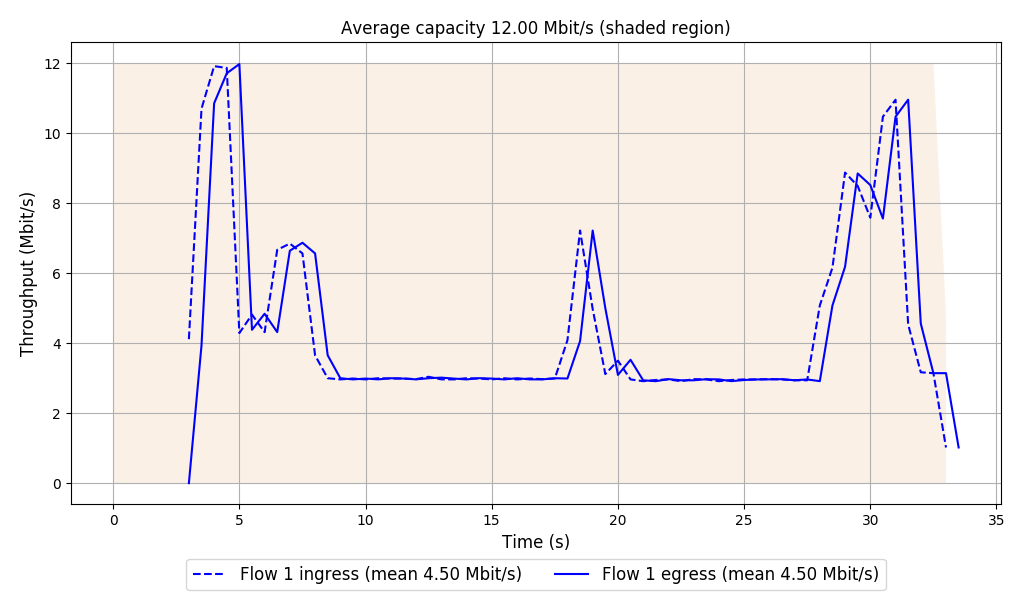 Average capacity 12.00 Mbit/s (shaded region)
12
10
8
6
4
2
0
Throughput (Mbit/s)
0 5 10 15 20 25 30 35
Time (s)
Flow 1 ingress (mean 4.50 Mbit/s) Flow 1 egress (mean 4.50 Mbit/s)